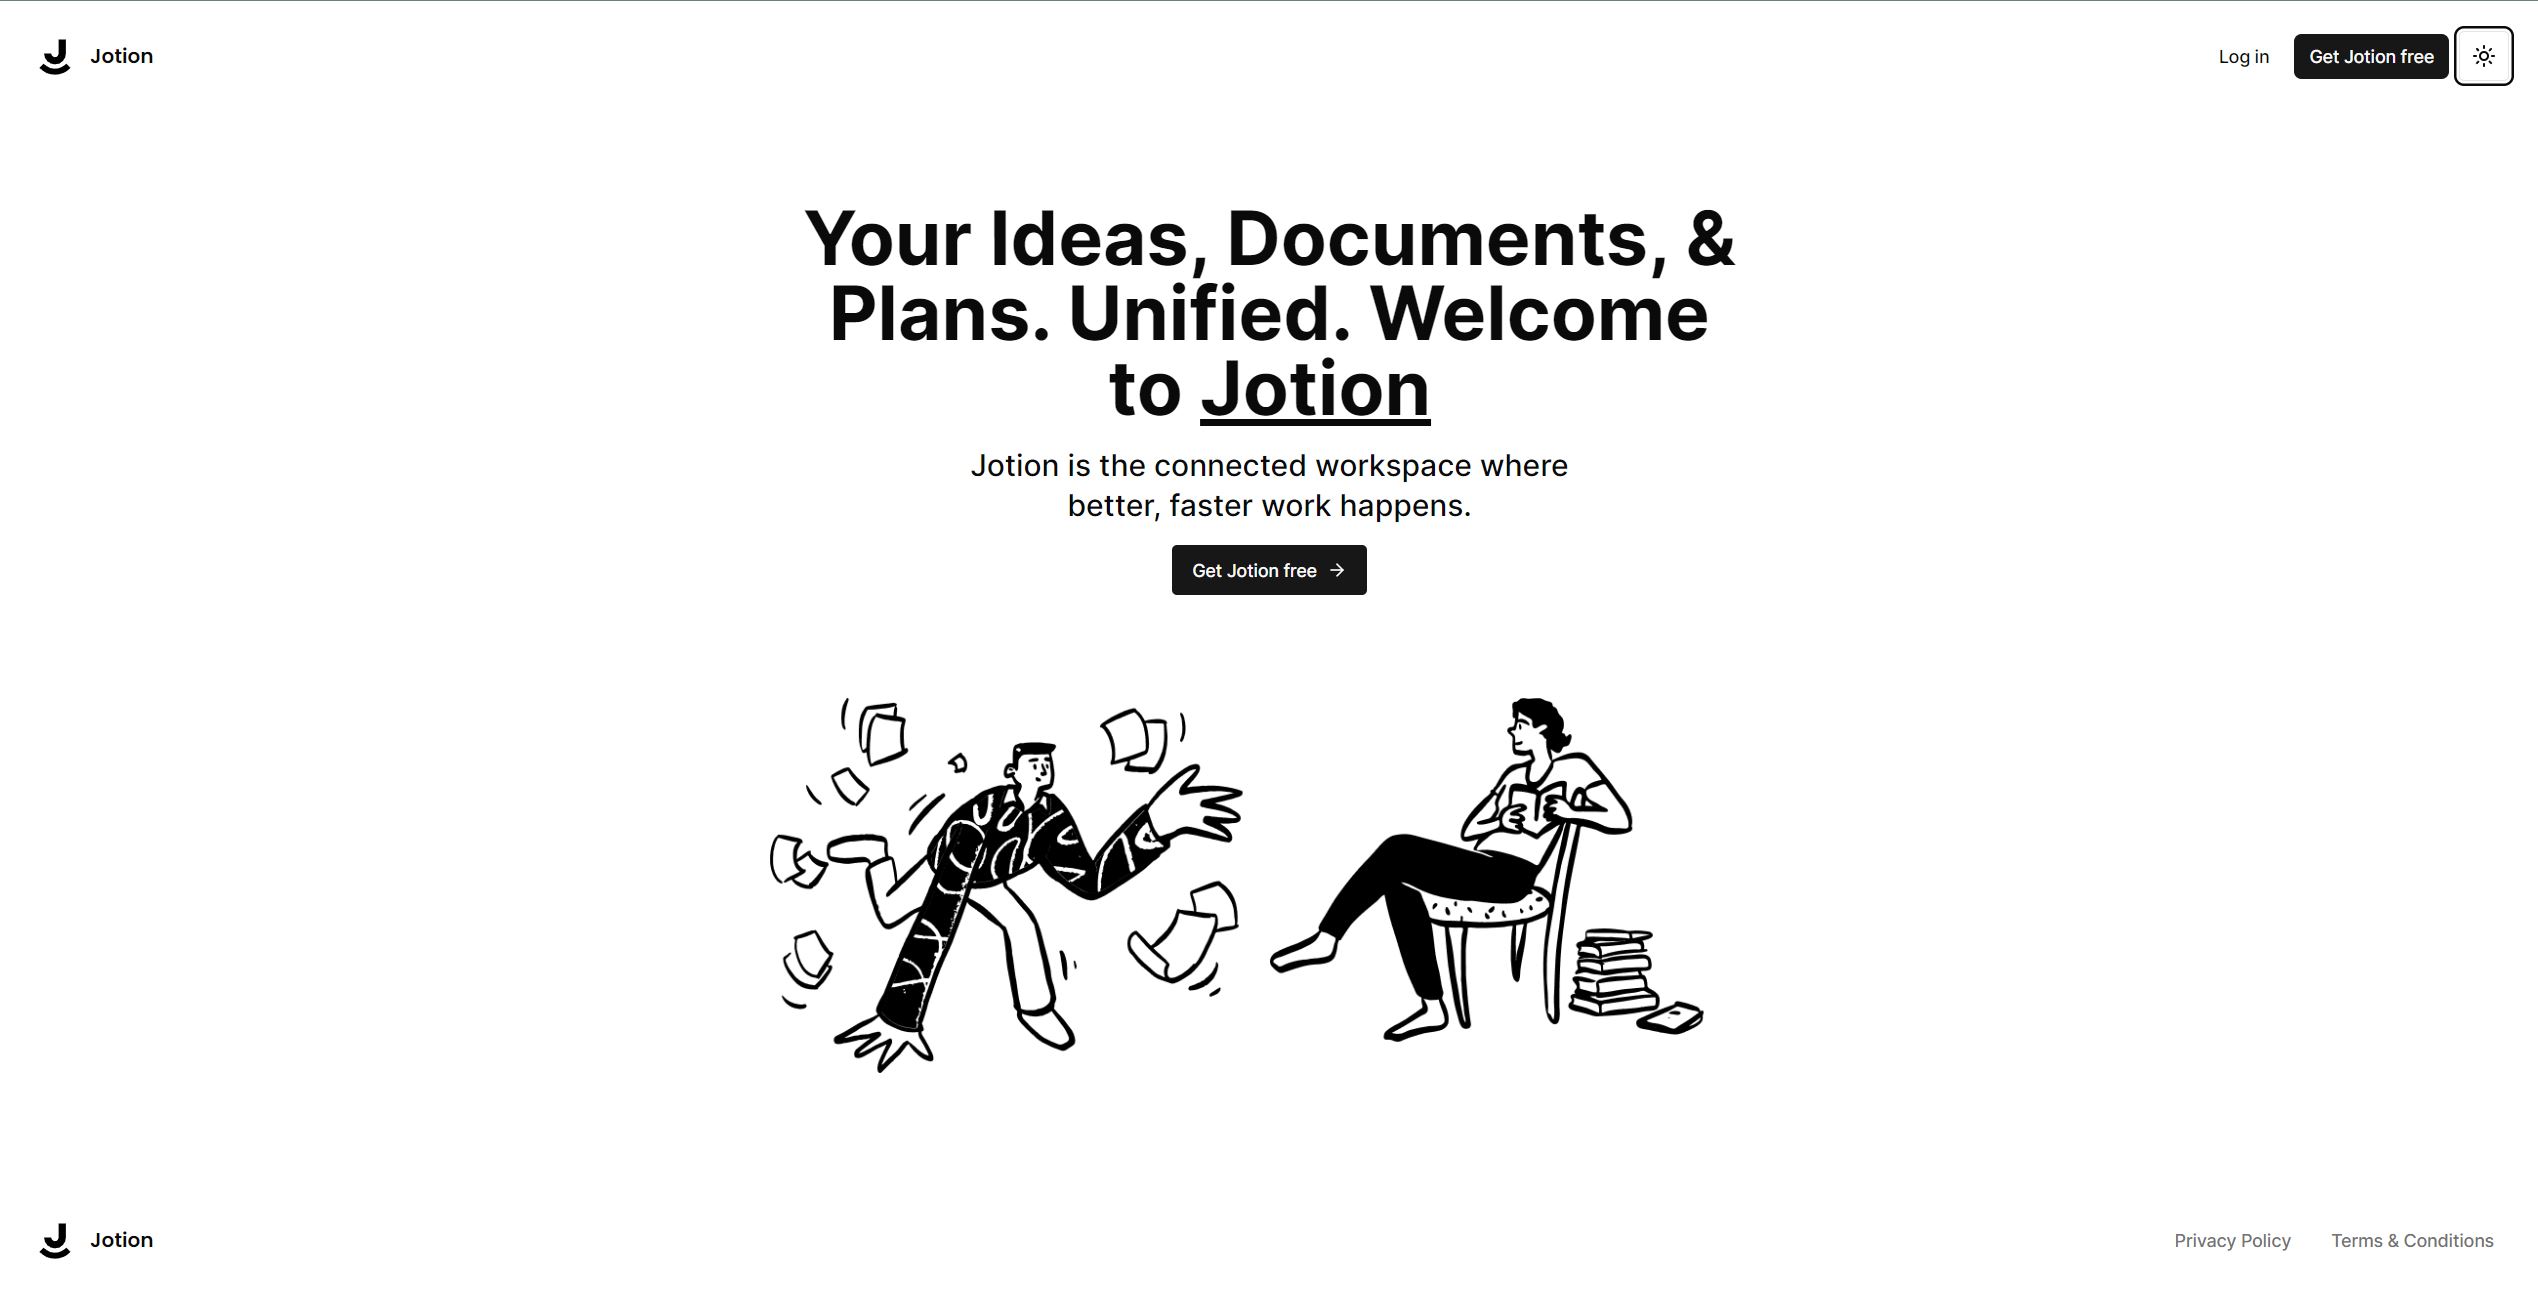 Jotion
Log in
Get Jotion free
Your Ideas, Documents, &
Plans. Unified. Welcome
to Jotion
Jotion is the connected workspace where
better, faster work happens.
Get Jotion free
Jotion
Privacy Policy
Terms & Conditions